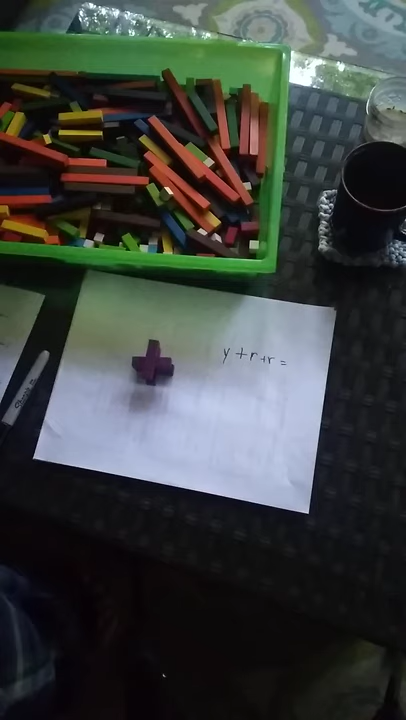 y + r + r =